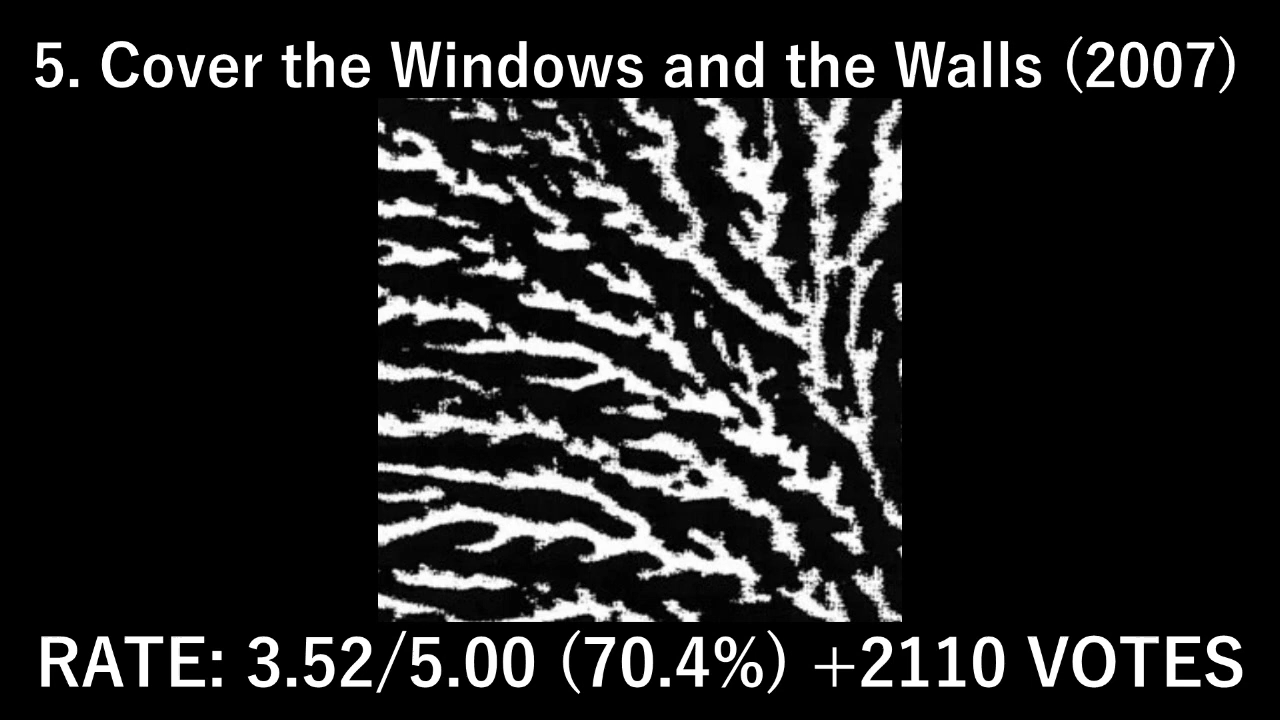 5. Cover the Windows and the Walls (2007)
RATE: 3.52/5.00 (70.4%) +2110 VOTES